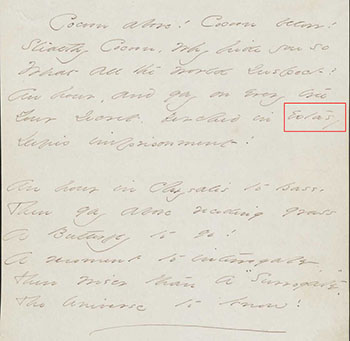 Cocoon above! Cocoon below!
Stealthy Cocoon, why hide you so
What all the world suspect?
An hour, and gay on every tree
Your secret, perched in extasy
Defies imprisonment!
An hour in Chrysalis to pass,
Then gay above receding grass
A Butterfly to go!
A moment to interrogate,
Then wiser than a "Surrogate,"
The Universe to know!